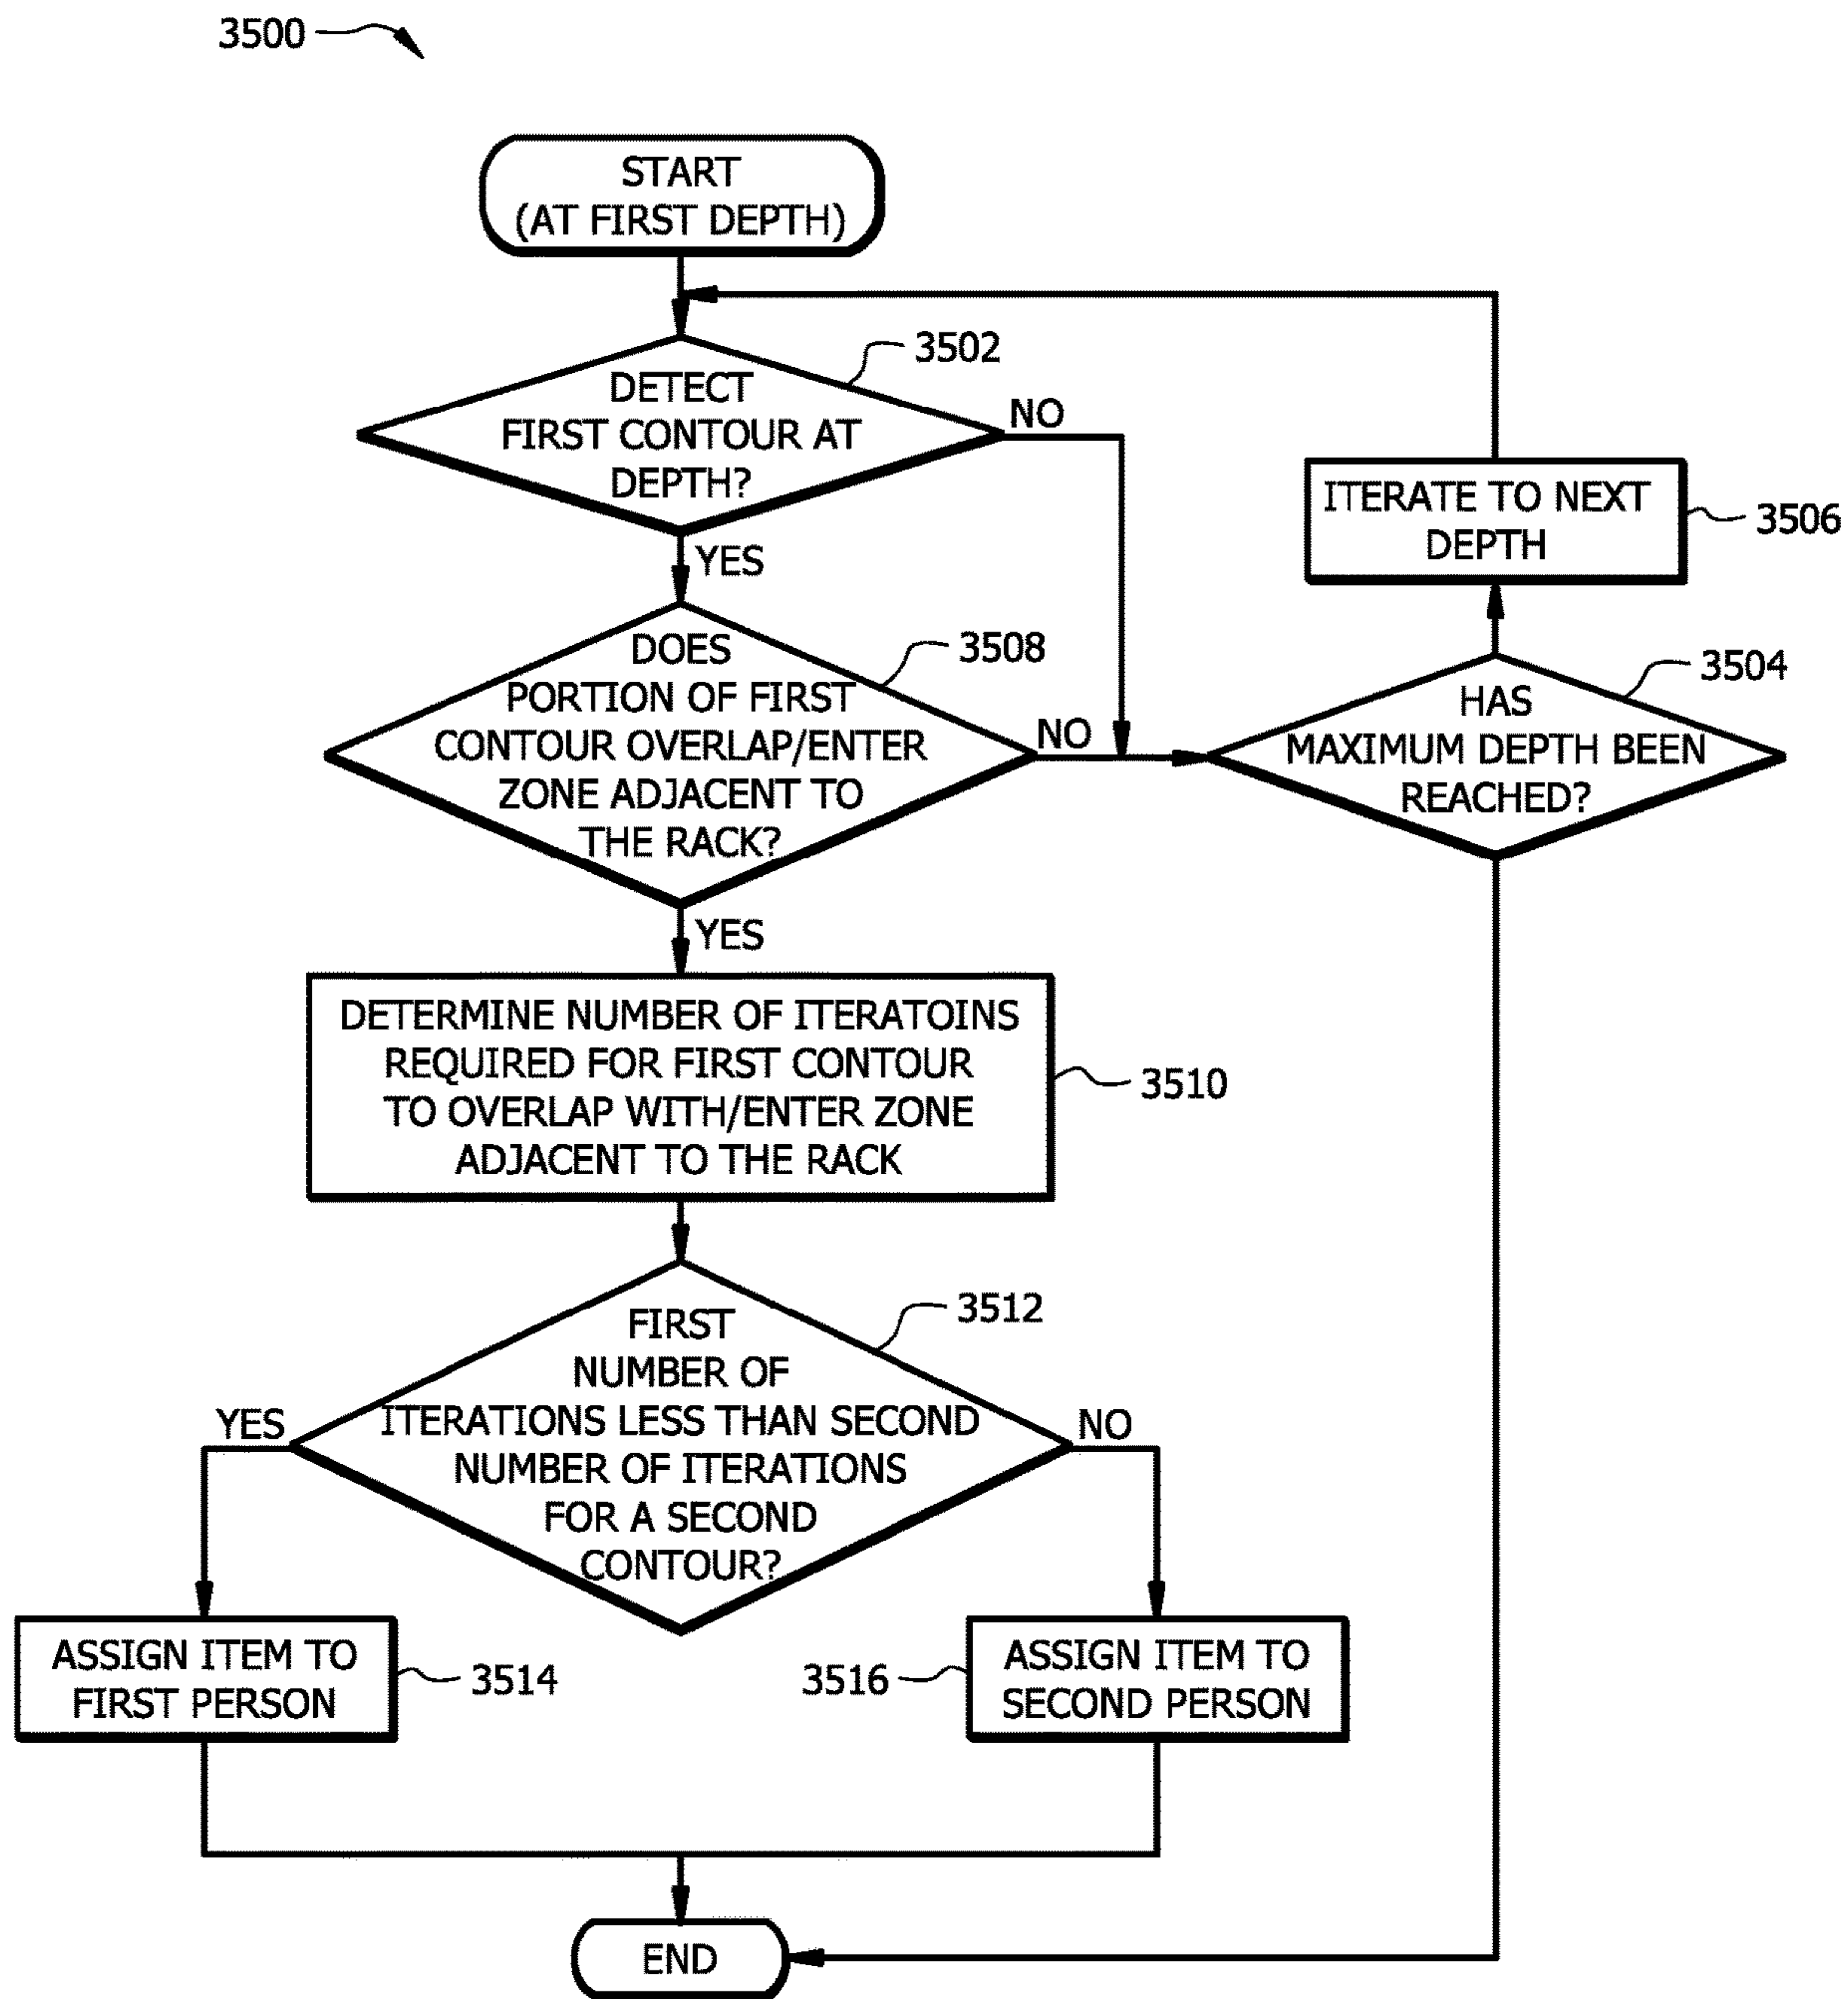 3500
START
(AT FIRST DEPTH)
3502
DETECT
FIRST CONTOUR AT
DEPTH?
NO
YES
ITERATE TO NEXT
DEPTH
3506
DOES
PORTION OF FIRST
CONTOUR OVERLAP/ENTER
ZONE ADJACENT TO
THE RACK?
3508
NO
YES
HAS
MAXIMUM DEPTH BEEN
REACHED?
3504
DETERMINE NUMBER OF ITERATOINS
REQUIRED FOR FIRST CONTOUR
TO OVERLAP WITH/ENTER ZONE
ADJACENT TO THE RACK
3510
FIRST
NUMBER OF
ITERATIONS LESS THAN SECOND
NUMBER OF ITERATIONS
FOR A SECOND
CONTOUR?
3512
YES
NO
ASSIGN ITEM TO
FIRST PERSON
3514
3516
ASSIGN ITEM TO
SECOND PERSON
END